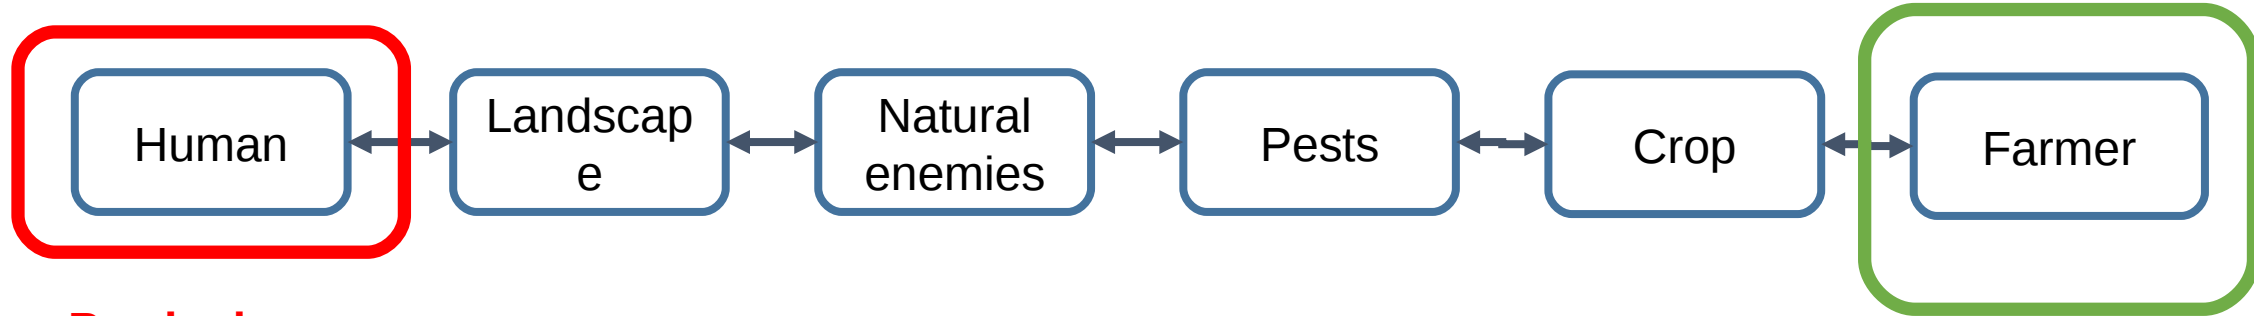 Human
Landscap
e
Natural
enemies
Pests
Crop
Farmer